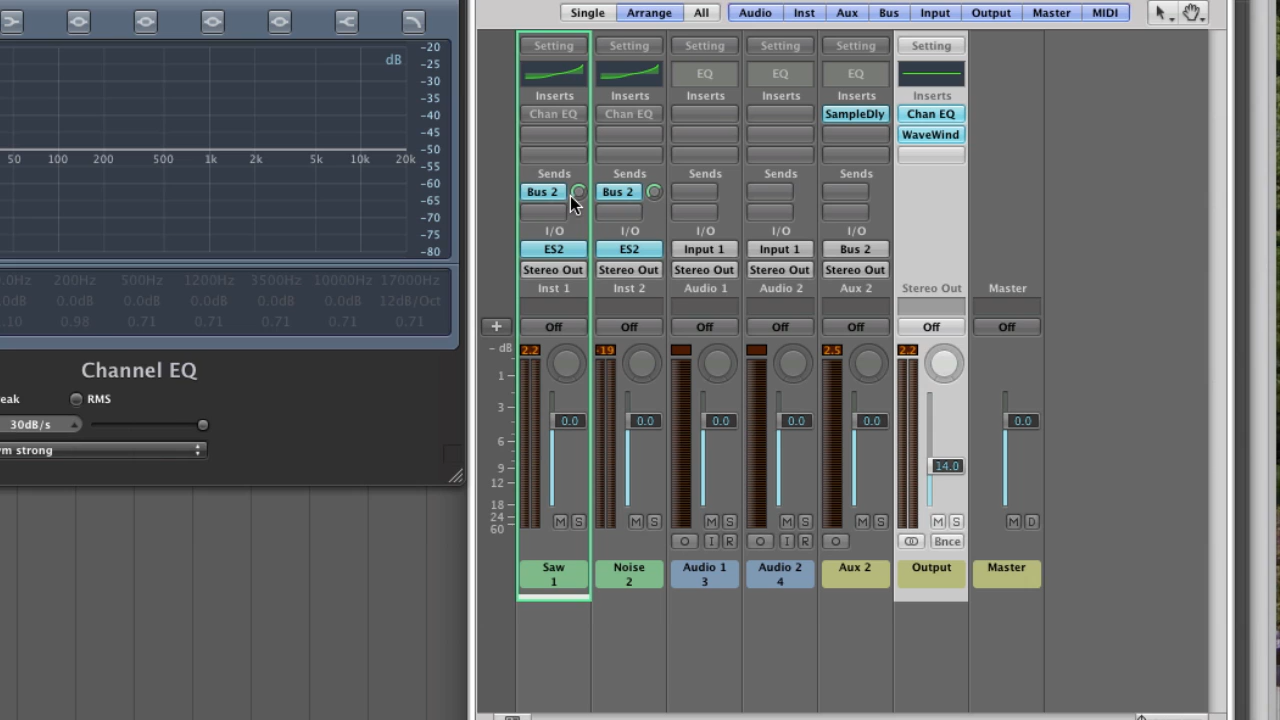 Single Arrange All Audio Inst Aux Bus Input Output Master MIDI
Setting Setting Setting Setting Setting Setting
EQ EQ EQ
Inserts Inserts Inserts Inserts Inserts Inserts
Chan EQ Chan EQ SampleDly Chan EQ
WaveWind
Sends Sends Sends Sends Sends
Bus 2 Bus 2
I/O I/O I/O I/O I/O
ES2 ES2 Input 1 Input 1 Bus 2
Stereo Out Stereo Out Stereo Out Stereo Out Stereo Out
Inst 1 Inst 2 Audio 1 Audio 2 Aux 2 Stereo Out Master
+ Off Off Off Off Off Off Off
- dB 2.2 -19 2.5 2.2
1
3
0.0 0.0 0.0 0.0 0.0 0.0
6
9 14.0
12
18
24
60
M S M S M S M S M S M S M D
O I R O I R O Bnce
Saw Noise Audio 1 Audio 2 Aux 2 Output Master
1 2 3 4
-20
dB -25
-30
-35
-40
-45
-50
50 100 200 500 1k 2k 5k 10k 20k -55
-60
-65
-70
-75
-80
.0Hz 200Hz 500Hz 200Hz 3500Hz 10000Hz 17000Hz
0dB 0.0dB 0.0dB 0.0dB 0.0dB 0.0dB 12dB/Oct
.10 0.98 0.71 0.71 0.71 0.71 0.71
Channel EQ
eak RMS
30dB/s
m strong